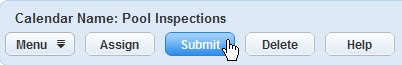 Calendar Name: Pool Inspections
Menu Assign Submit Delete Help